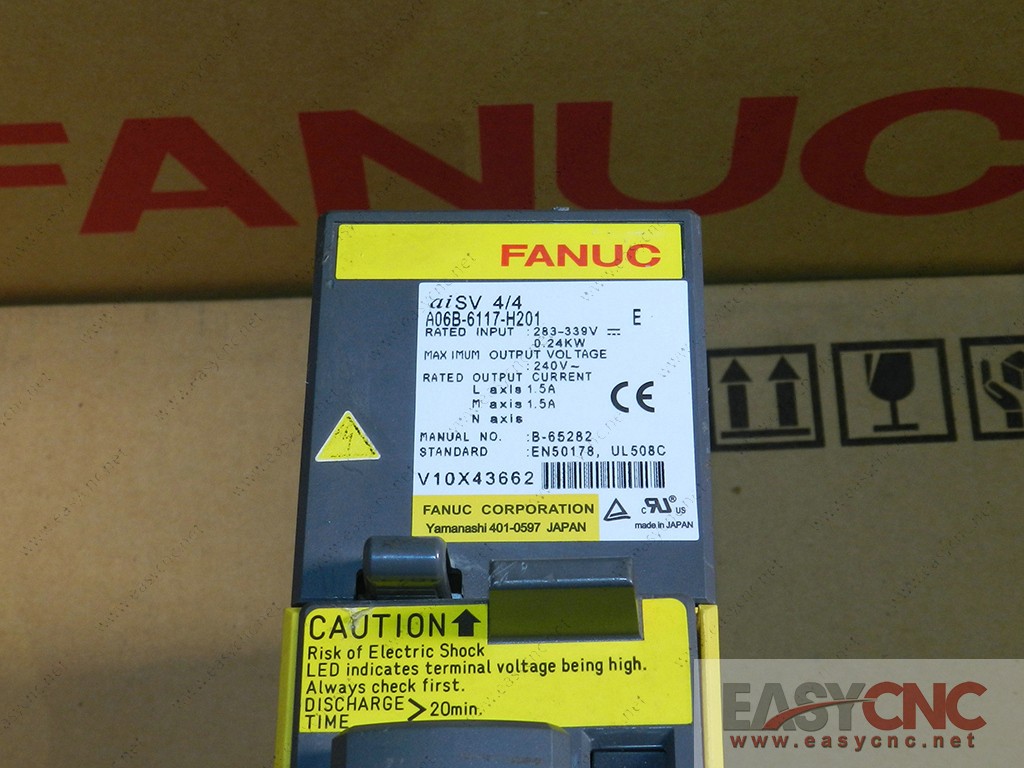 FANUC
FANUC
αiSV 4/4
A06B-6117-H201 E
RATED INPUT :283-339V ⎓
0.24KW
MAXIMUM OUTPUT VOLTAGE
:240V~
RATED OUTPUT CURRENT
L axis 1.5A
M axis 1.5A
N axis
CE
MANUAL NO. :B-65282
STANDARD :EN50178, UL508C
V10X43662
FANUC CORPORATION
Yamanashi 401-0597 JAPAN
c RU® US
made in JAPAN
CAUTION
Risk of Electric Shock
LED indicates terminal voltage being high.
Always check first.
DISCHARGE TIME > 20min.
EASYCNC
www.easycnc.net